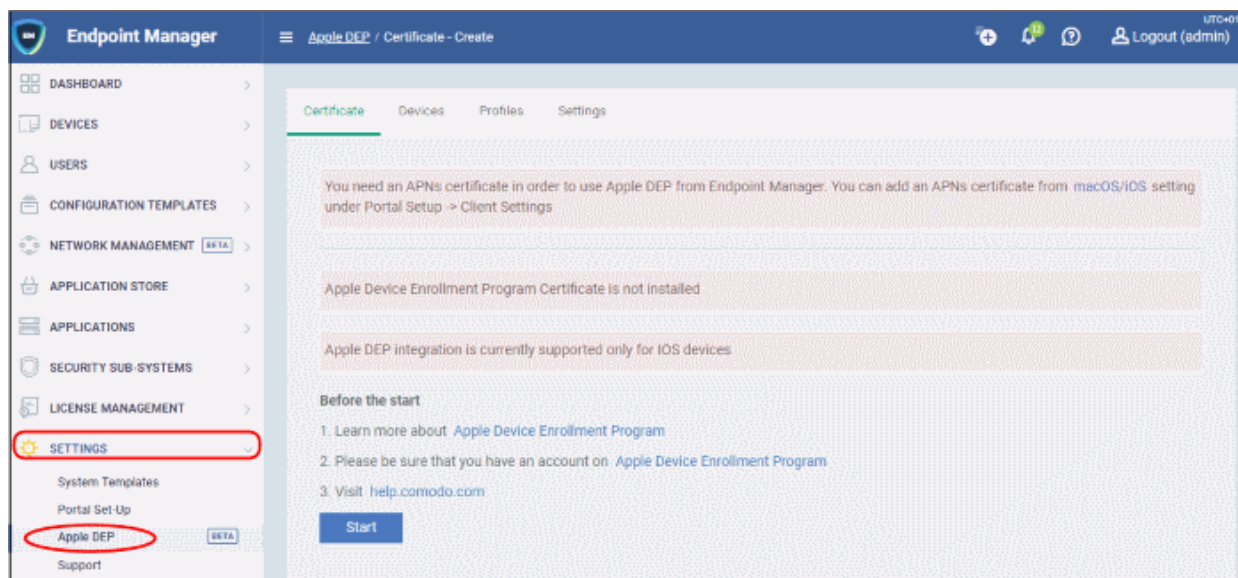 UTC+01
EM Endpoint Manager
Apple DEP / Certificate - Create
Logout (admin)
DASHBOARD
DEVICES
USERS
CONFIGURATION TEMPLATES
NETWORK MANAGEMENT BETA
APPLICATION STORE
APPLICATIONS
SECURITY SUB-SYSTEMS
LICENSE MANAGEMENT
SETTINGS
System Templates
Portal Set-Up
Apple DEP BETA
Support
Certificate Devices Profiles Settings
You need an APNs certificate in order to use Apple DEP from Endpoint Manager. You can add an APNs certificate from macOS/iOS setting
under Portal Setup -> Client Settings
Apple Device Enrollment Program Certificate is not installed
Apple DEP integration is currently supported only for IOS devices
Before the start
1. Learn more about Apple Device Enrollment Program
2. Please be sure that you have an account on Apple Device Enrollment Program
3. Visit help.comodo.com
Start